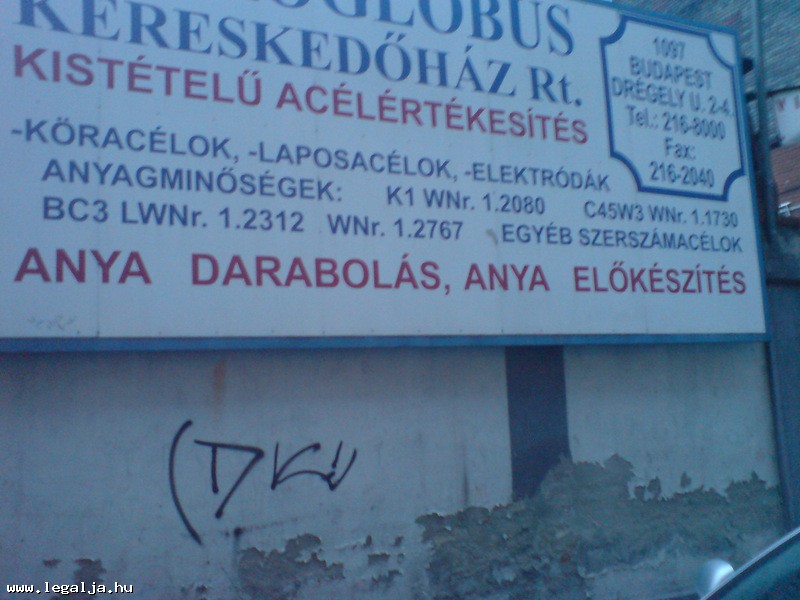 OGLOBUS
KERESKEDŐHÁZ Rt.
KISTÉTELŰ ACÉLÉRTÉKESÍTÉS
1097
BUDAPEST
DRÉGELY U. 2-4.
Tel.: 216-8000
Fax:
216-2040
-KÖRACÉLOK, -LAPOSACÉLOK, -ELEKTRÓDÁK
ANYAGMINŐSÉGEK: K1 WNr. 1.2080 C45W3 WNr. 1.1730
BC3 LWNr. 1.2312 WNr. 1.2767 EGYÉB SZERSZÁMACÉLOK
ANYA DARABOLÁS, ANYA ELŐKÉSZÍTÉS
www.legalja.hu